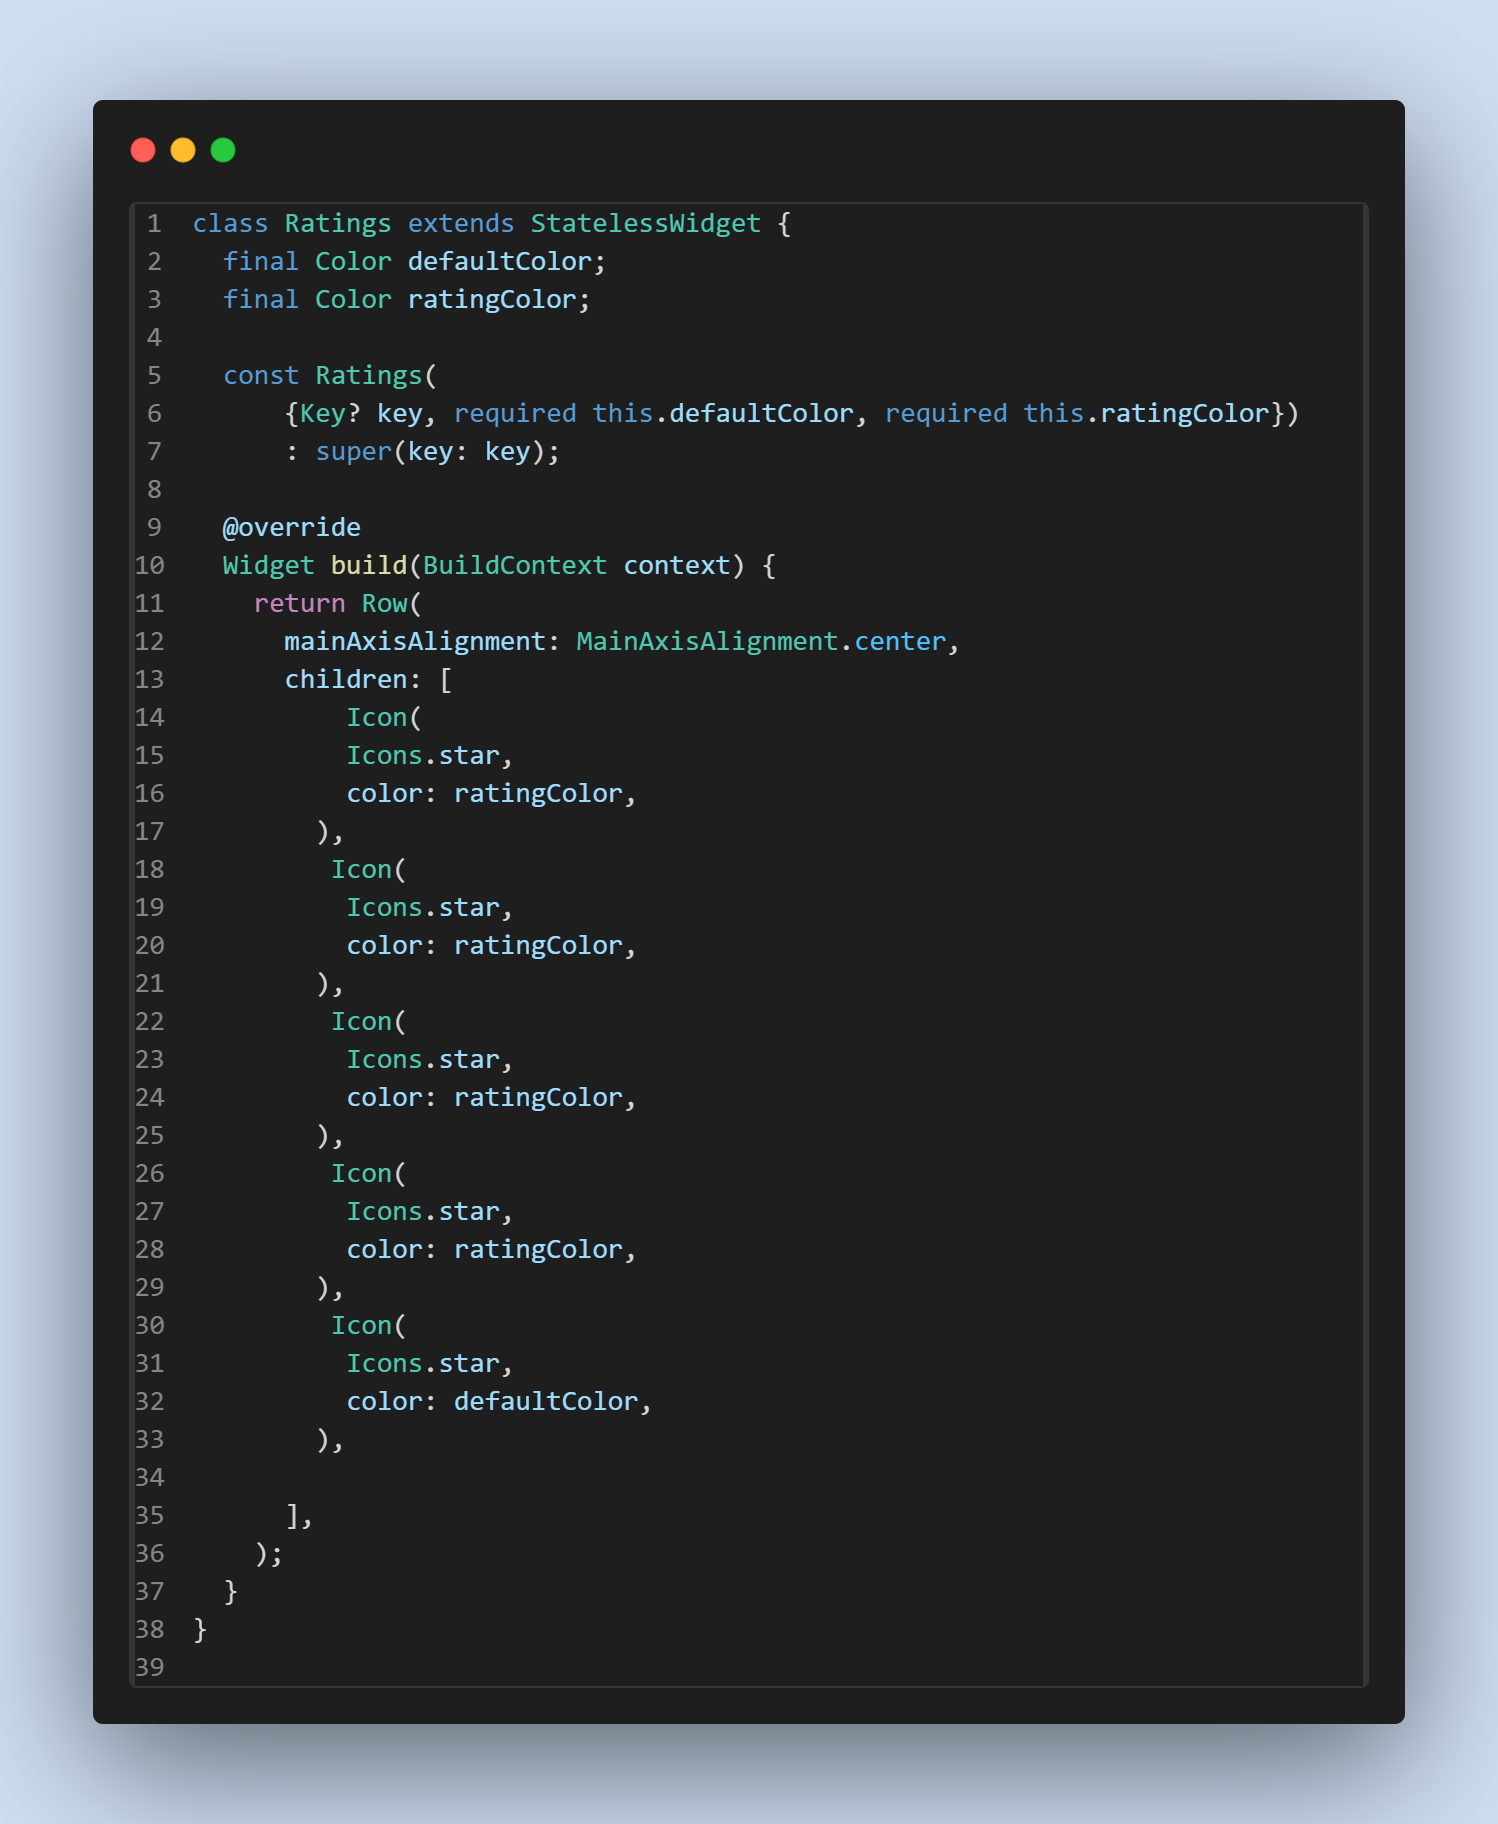 1 class Ratings extends StatelessWidget {
2   final Color defaultColor;
3   final Color ratingColor;
4
5   const Ratings(
6       {Key? key, required this.defaultColor, required this.ratingColor})
7       : super(key: key);
8
9   @override
10   Widget build(BuildContext context) {
11     return Row(
12       mainAxisAlignment: MainAxisAlignment.center,
13       children: [
14           Icon(
15           Icons.star,
16           color: ratingColor,
17         ),
18          Icon(
19           Icons.star,
20           color: ratingColor,
21         ),
22          Icon(
23           Icons.star,
24           color: ratingColor,
25         ),
26          Icon(
27           Icons.star,
28           color: ratingColor,
29         ),
30          Icon(
31           Icons.star,
32           color: defaultColor,
33         ),
34
35       ],
36     );
37   }
38 }
39